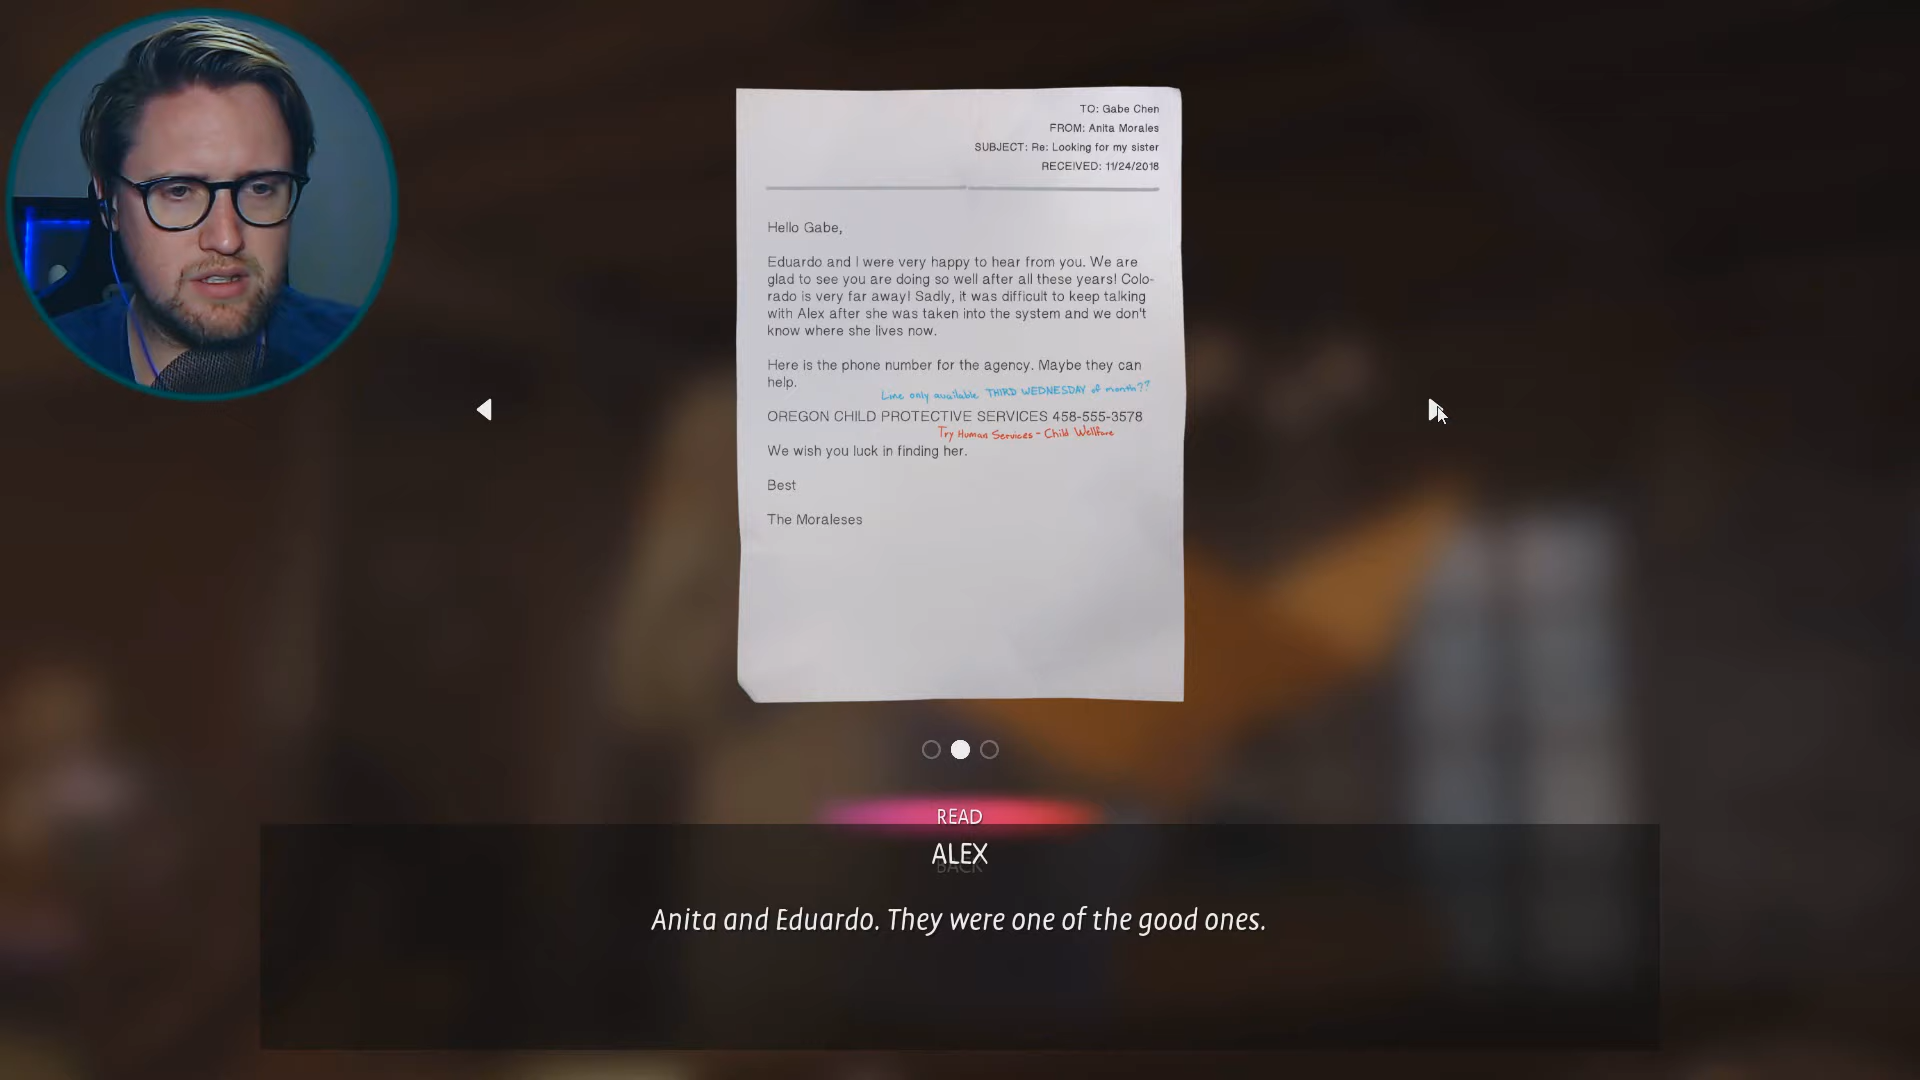 TO: Gabe Chen
FROM: Anita Morales
SUBJECT: Re: Looking for my sister
RECEIVED: 11/24/2018
Hello Gabe,
Eduardo and I were very happy to hear from you. We are
glad to see you are doing so well after all these years! Colo-
rado is very far away! Sadly, it was difficult to keep talking
with Alex after she was taken into the system and we don't
know where she lives now.
Here is the phone number for the agency. Maybe they can
help.
Line only available THIRD WEDNESDAY of month??
OREGON CHILD PROTECTIVE SERVICES 458-555-3578
Try Human Services - Child Wellfare
We wish you luck in finding her.
Best
The Moraleses
READ
ALEX
BACK
Anita and Eduardo. They were one of the good ones.